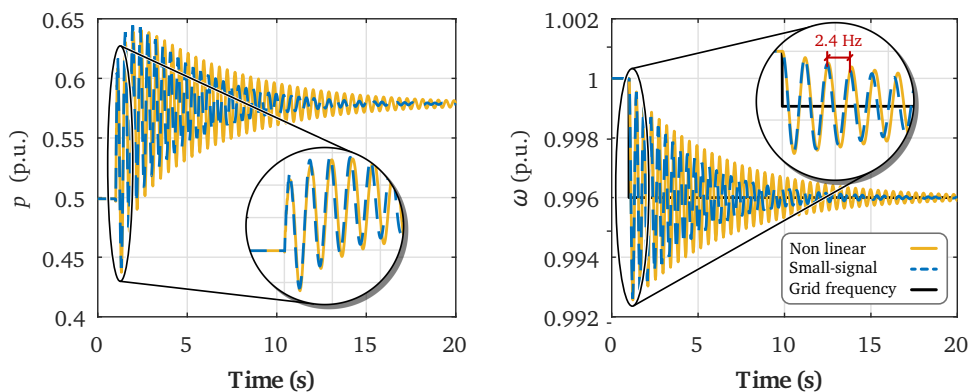 0.65
0.6
0.55
0.5
0.45
0.4
p (p.u.)
0
5
10
15
20
Time (s)
1.002
1
0.998
0.996
0.994
0.992
ω (p.u.)
2.4 Hz
Non linear
Small-signal
Grid frequency
0
5
10
15
20
Time (s)